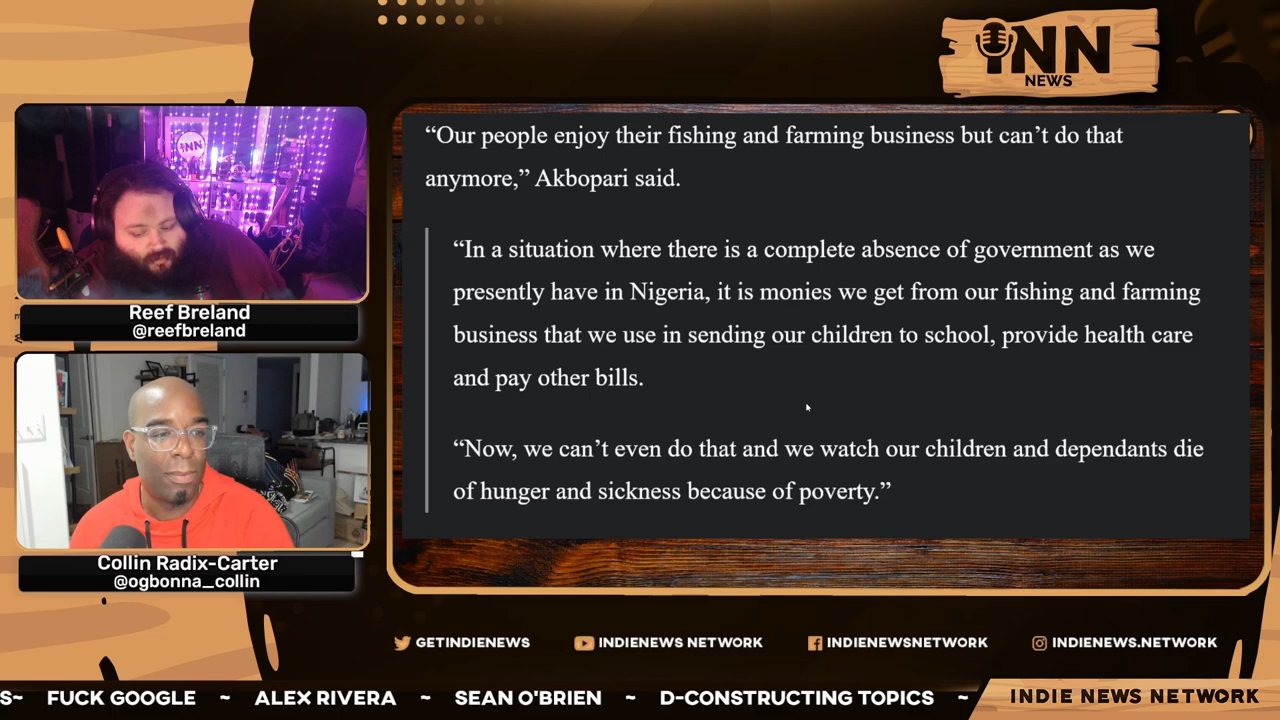 INN
NEWS
INN
Reef Breland
@reefbreland
Collin Radix-Carter
@ogbonna_collin
“Our people enjoy their fishing and farming business but can’t do that
anymore,” Akbopari said.
“In a situation where there is a complete absence of government as we
presently have in Nigeria, it is monies we get from our fishing and farming
business that we use in sending our children to school, provide health care
and pay other bills.
“Now, we can’t even do that and we watch our children and dependants die
of hunger and sickness because of poverty.”
GETINDIENEWS
INDIENEWS NETWORK
INDIENEWSNETWORK
INDIENEWS.NETWORK
S~ FUCK GOOGLE ~ ALEX RIVERA ~ SEAN O'BRIEN ~ D-CONSTRUCTING TOPICS ~
INDIE NEWS NETWORK